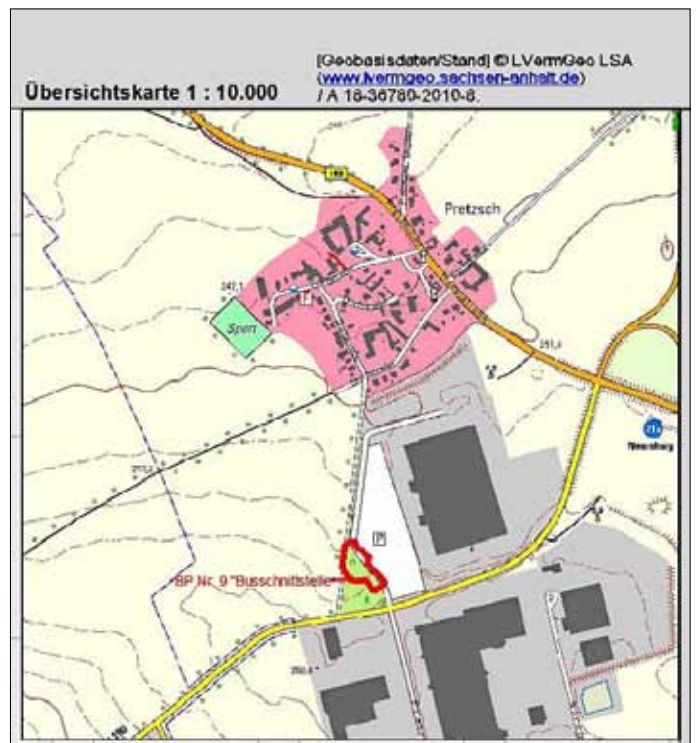 [Geobasisdaten/Stand] © LVermGeo LSA
(www.lvermgeo.sachsen-anhalt.de)
/ A 18-36780-2010-8.
Übersichtskarte 1 : 10.000
Pretzsch
Sport
P
BP Nr. 9 "Busschnittstelle"